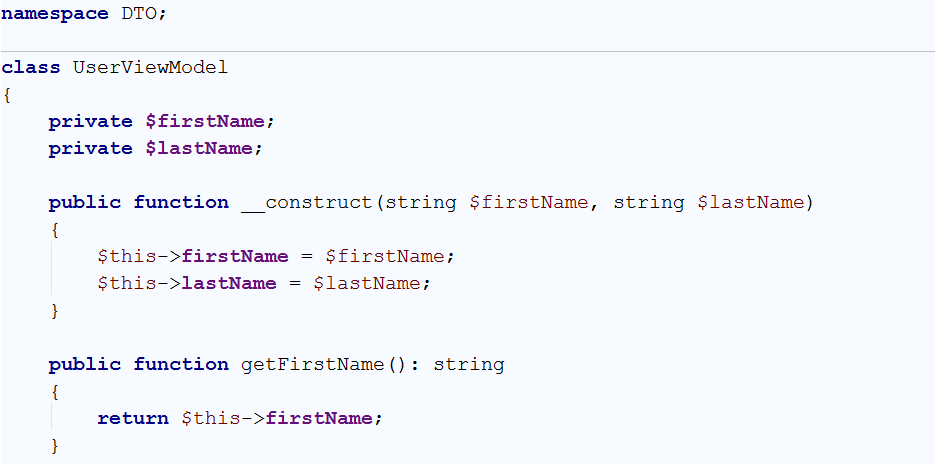 namespace DTO;
class UserViewModel
{
    private $firstName;
    private $lastName;
    public function __construct(string $firstName, string $lastName)
    {
        $this->firstName = $firstName;
        $this->lastName = $lastName;
    }
    public function getFirstName(): string
    {
        return $this->firstName;
    }